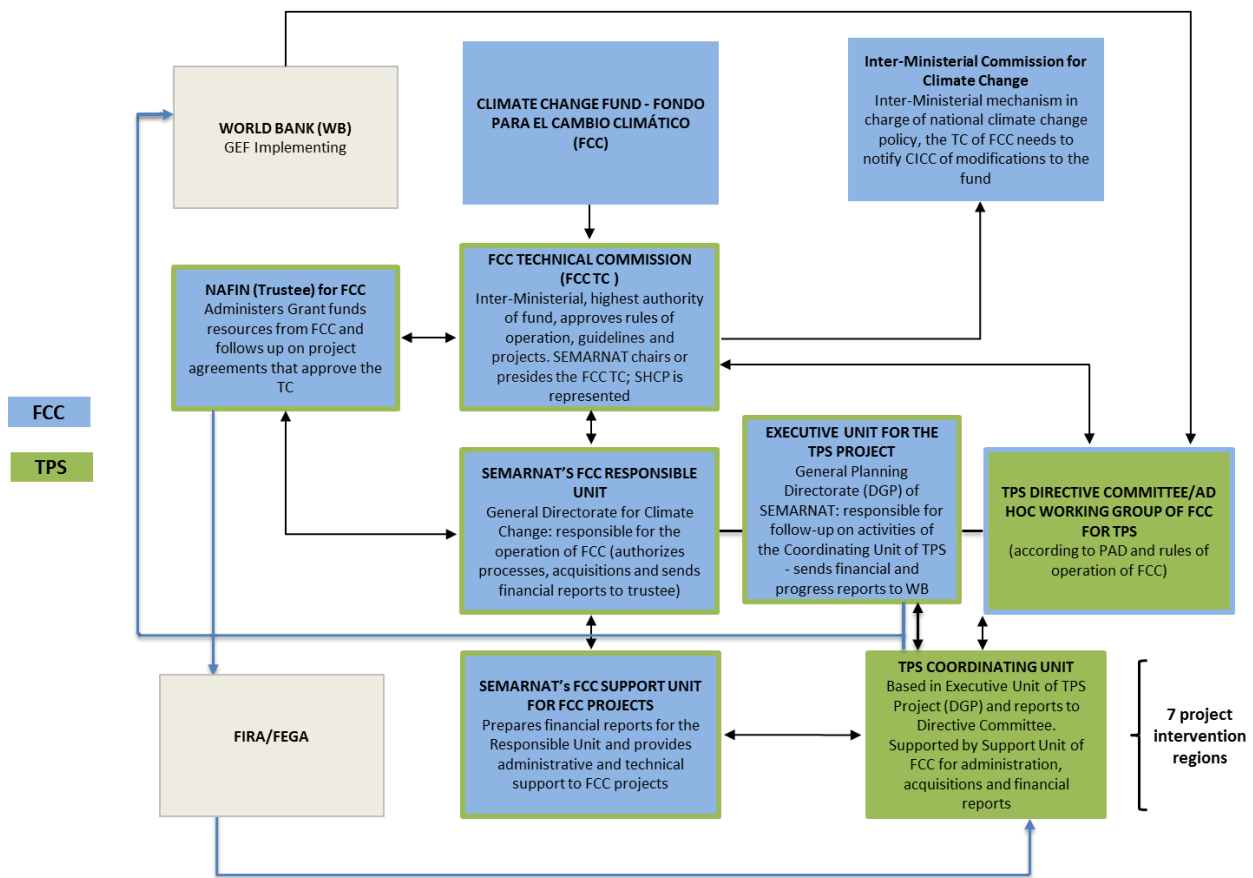 WORLD BANK (WB)
GEF Implementing
CLIMATE CHANGE FUND - FONDO
PARA EL CAMBIO CLIMÁTICO
(FCC)
Inter-Ministerial Commission for
Climate Change
Inter-Ministerial mechanism in
charge of national climate change
policy, the TC of FCC needs to
notify CICC of modifications to the
fund
NAFIN (Trustee) for FCC
Administers Grant funds
resources from FCC and
follows up on project
agreements that approve the
TC
FCC TECHNICAL COMMISSION
(FCC TC )
Inter-Ministerial, highest authority
of fund, approves rules of
operation, guidelines and
projects. SEMARNAT chairs or
presides the FCC TC; SHCP is
represented
FCC
TPS
SEMARNAT’S FCC RESPONSIBLE
UNIT
General Directorate for Climate
Change: responsible for the
operation of FCC (authorizes
processes, acquisitions and sends
financial reports to trustee)
EXECUTIVE UNIT FOR THE
TPS PROJECT
General Planning
Directorate (DGP) of
SEMARNAT: responsible for
follow-up on activities of
the Coordinating Unit of TPS
- sends financial and
progress reports to WB
TPS DIRECTIVE COMMITTEE/AD
HOC WORKING GROUP OF FCC
FOR TPS
(according to PAD and rules of
operation of FCC)
FIRA/FEGA
SEMARNAT’s FCC SUPPORT UNIT
FOR FCC PROJECTS
Prepares financial reports for the
Responsible Unit and provides
administrative and technical
support to FCC projects
TPS COORDINATING UNIT
Based in Executive Unit of TPS
Project (DGP) and reports to
Directive Committee.
Supported by Support Unit of
FCC for administration,
acquisitions and financial
reports
7 project
intervention
regions